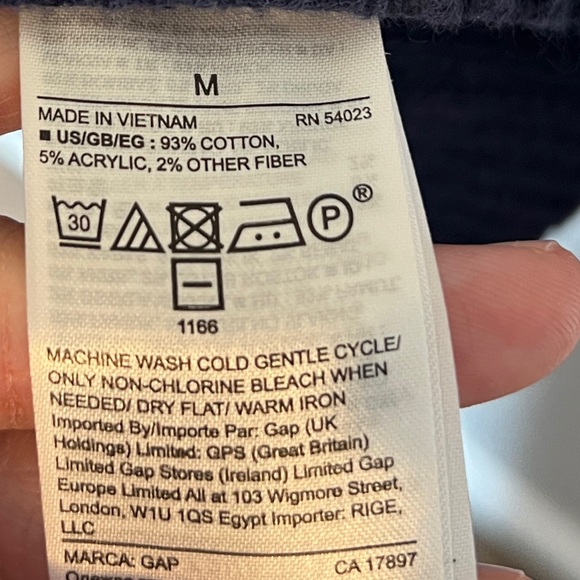 M
MADE IN VIETNAM RN 54023
■ US/GB/EG : 93% COTTON,
5% ACRYLIC, 2% OTHER FIBER
30 P ®
1166
MACHINE WASH COLD GENTLE CYCLE/
ONLY NON-CHLORINE BLEACH WHEN
NEEDED/ DRY FLAT/ WARM IRON
Imported By/Importe Par: Gap (UK
Holdings) Limited: GPS (Great Britain)
Limited Gap Stores (Ireland) Limited Gap
Europe Limited All at 103 Wigmore Street,
London, W1U 1QS Egypt Importer: RIGE,
LLC
MARCA: GAP CA 17897